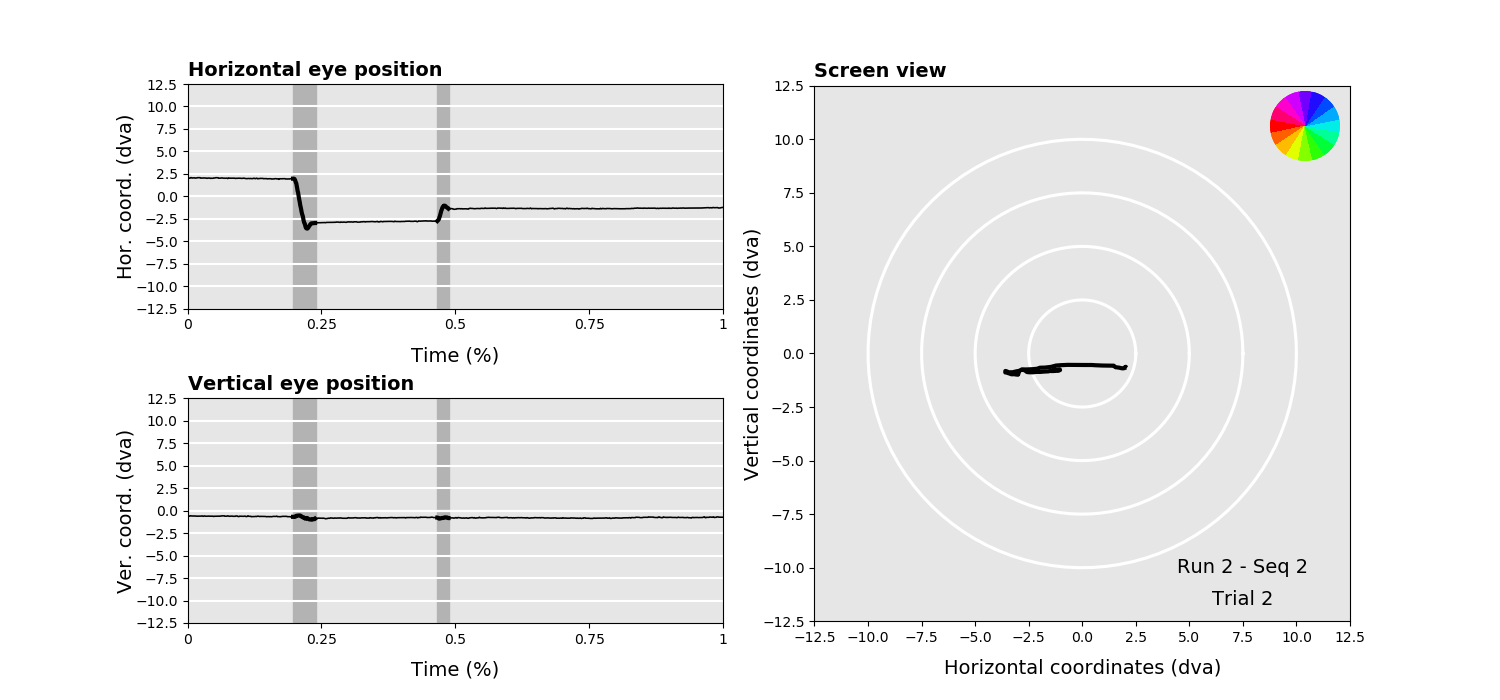 Horizontal eye position
Hor. coord. (dva)
12.5
10.0
7.5
5.0
2.5
0.0
−2.5
−5.0
−7.5
−10.0
−12.5
0 0.25 0.5 0.75 1
Time (%)
Vertical eye position
Ver. coord. (dva)
12.5
10.0
7.5
5.0
2.5
0.0
−2.5
−5.0
−7.5
−10.0
−12.5
0 0.25 0.5 0.75 1
Time (%)
Screen view
Vertical coordinates (dva)
12.5
10.0
7.5
5.0
2.5
0.0
−2.5
−5.0
−7.5
−10.0
−12.5
Run 2 - Seq 2
Trial 2
−12.5 −10.0 −7.5 −5.0 −2.5 0.0 2.5 5.0 7.5 10.0 12.5
Horizontal coordinates (dva)